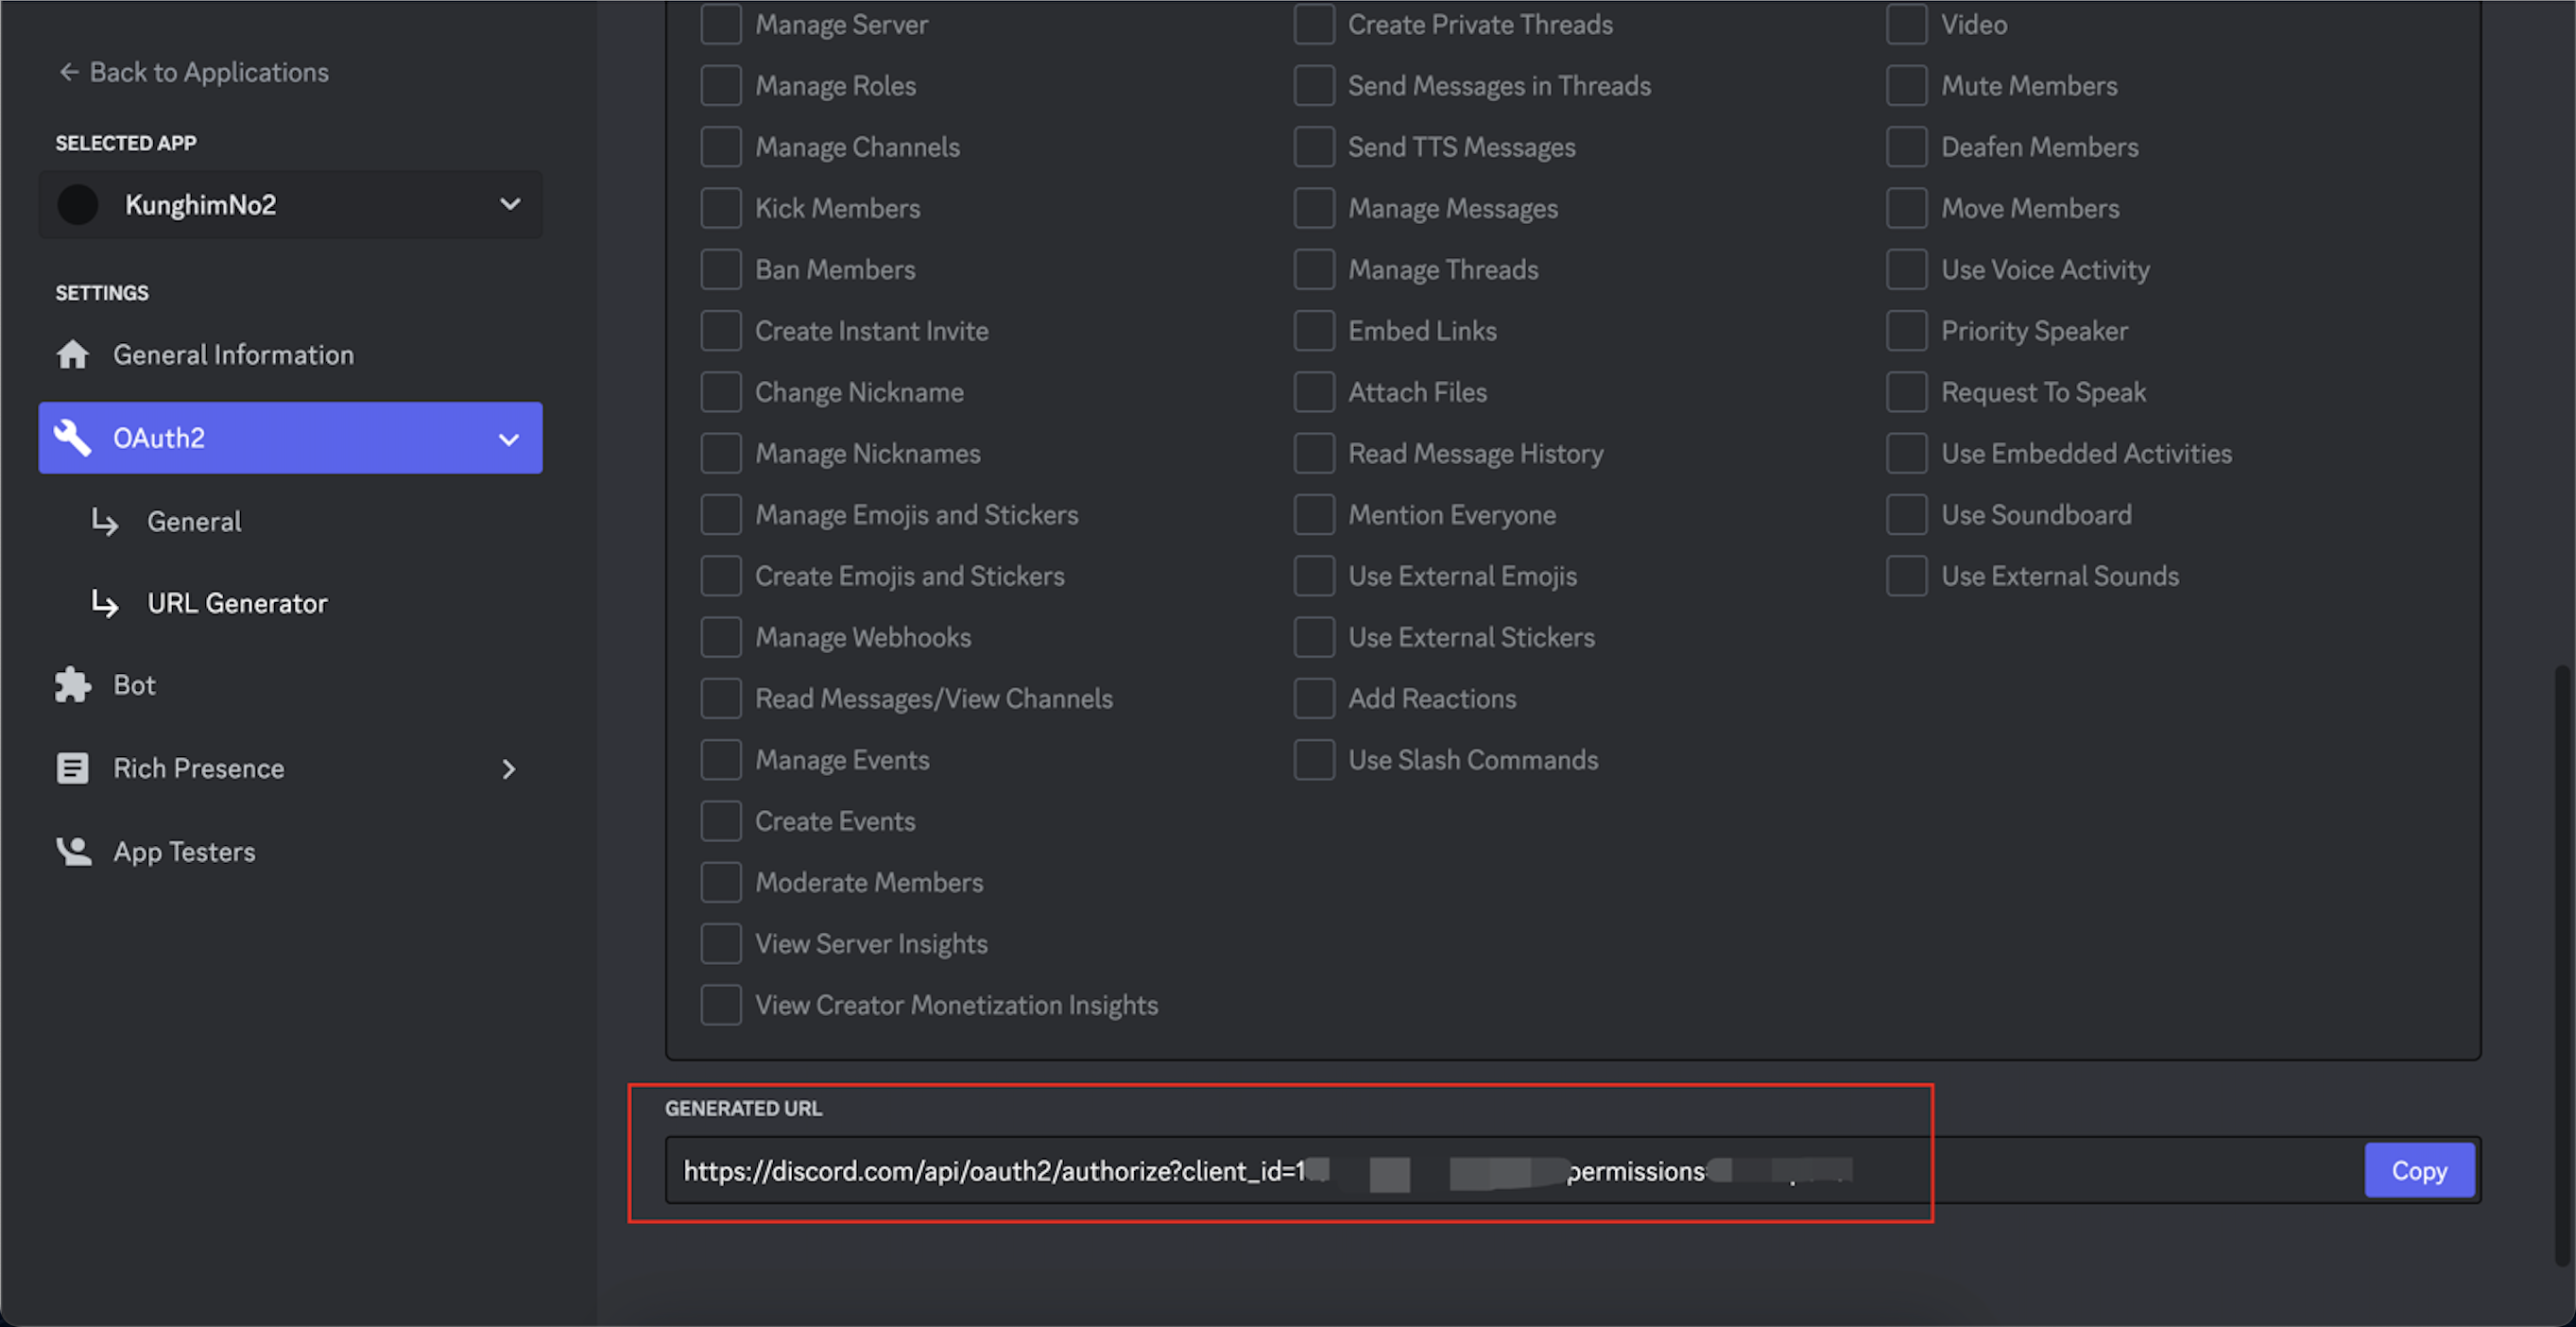 ← Back to Applications
SELECTED APP
KunghimNo2
SETTINGS
General Information
OAuth2
General
URL Generator
Bot
Rich Presence
App Testers
Manage Server
Manage Roles
Manage Channels
Kick Members
Ban Members
Create Instant Invite
Change Nickname
Manage Nicknames
Manage Emojis and Stickers
Create Emojis and Stickers
Manage Webhooks
Read Messages/View Channels
Manage Events
Create Events
Moderate Members
View Server Insights
View Creator Monetization Insights
Create Private Threads
Send Messages in Threads
Send TTS Messages
Manage Messages
Manage Threads
Embed Links
Attach Files
Read Message History
Mention Everyone
Use External Emojis
Use External Stickers
Add Reactions
Use Slash Commands
Video
Mute Members
Deafen Members
Move Members
Use Voice Activity
Priority Speaker
Request To Speak
Use Embedded Activities
Use Soundboard
Use External Sounds
GENERATED URL
https://discord.com/api/oauth2/authorize?client_id=1 permissions
Copy